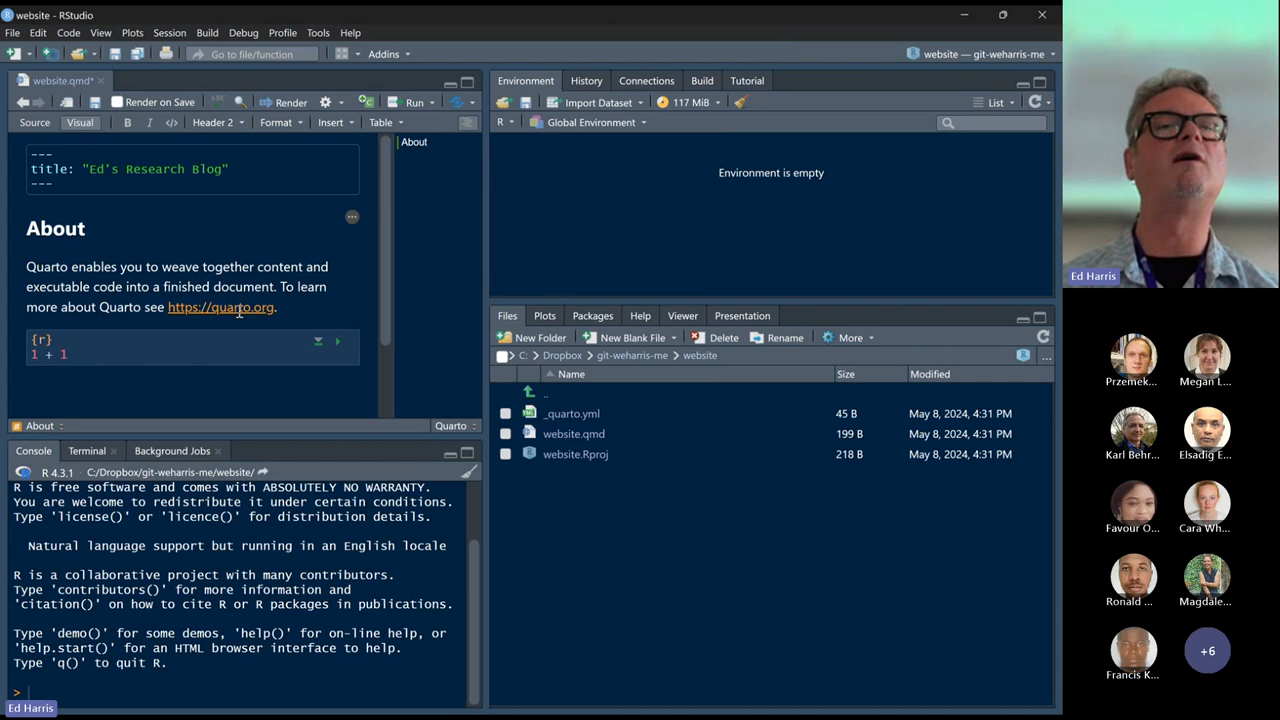 website - RStudio
File Edit Code View Plots Session Build Debug Profile Tools Help
Go to file/function Addins website — git-weharris-me
website.qmd*
Render on Save ABC Render Run
Source Visual B I </> Header 2 Format Insert Table
---
title: "Ed's Research Blog"
---
About
Quarto enables you to weave together content and
executable code into a finished document. To learn
more about Quarto see https://quarto.org.
{r}
1 + 1
About
# About Quarto
Console Terminal Background Jobs
R 4.3.1 · C:/Dropbox/git-weharris-me/website/
R is free software and comes with ABSOLUTELY NO WARRANTY.
You are welcome to redistribute it under certain conditions.
Type 'license()' or 'licence()' for distribution details.
Natural language support but running in an English locale
R is a collaborative project with many contributors.
Type 'contributors()' for more information and
'citation()' on how to cite R or R packages in publications.
Type 'demo()' for some demos, 'help()' for on-line help, or
'help.start()' for an HTML browser interface to help.
Type 'q()' to quit R.
>
Ed Harris
Environment History Connections Build Tutorial
Import Dataset 117 MiB List
R Global Environment
Environment is empty
Files Plots Packages Help Viewer Presentation
New Folder New Blank File Delete Rename More
C: Dropbox git-weharris-me website ...
Name Size Modified
..
_quarto.yml 45 B May 8, 2024, 4:31 PM
website.qmd 199 B May 8, 2024, 4:31 PM
website.Rproj 218 B May 8, 2024, 4:31 PM
Ed Harris
Przemek... Megan L...
Karl Behr... Elsadig E...
Favour O... Cara Wh...
Ronald ... Magdale...
Francis K... +6